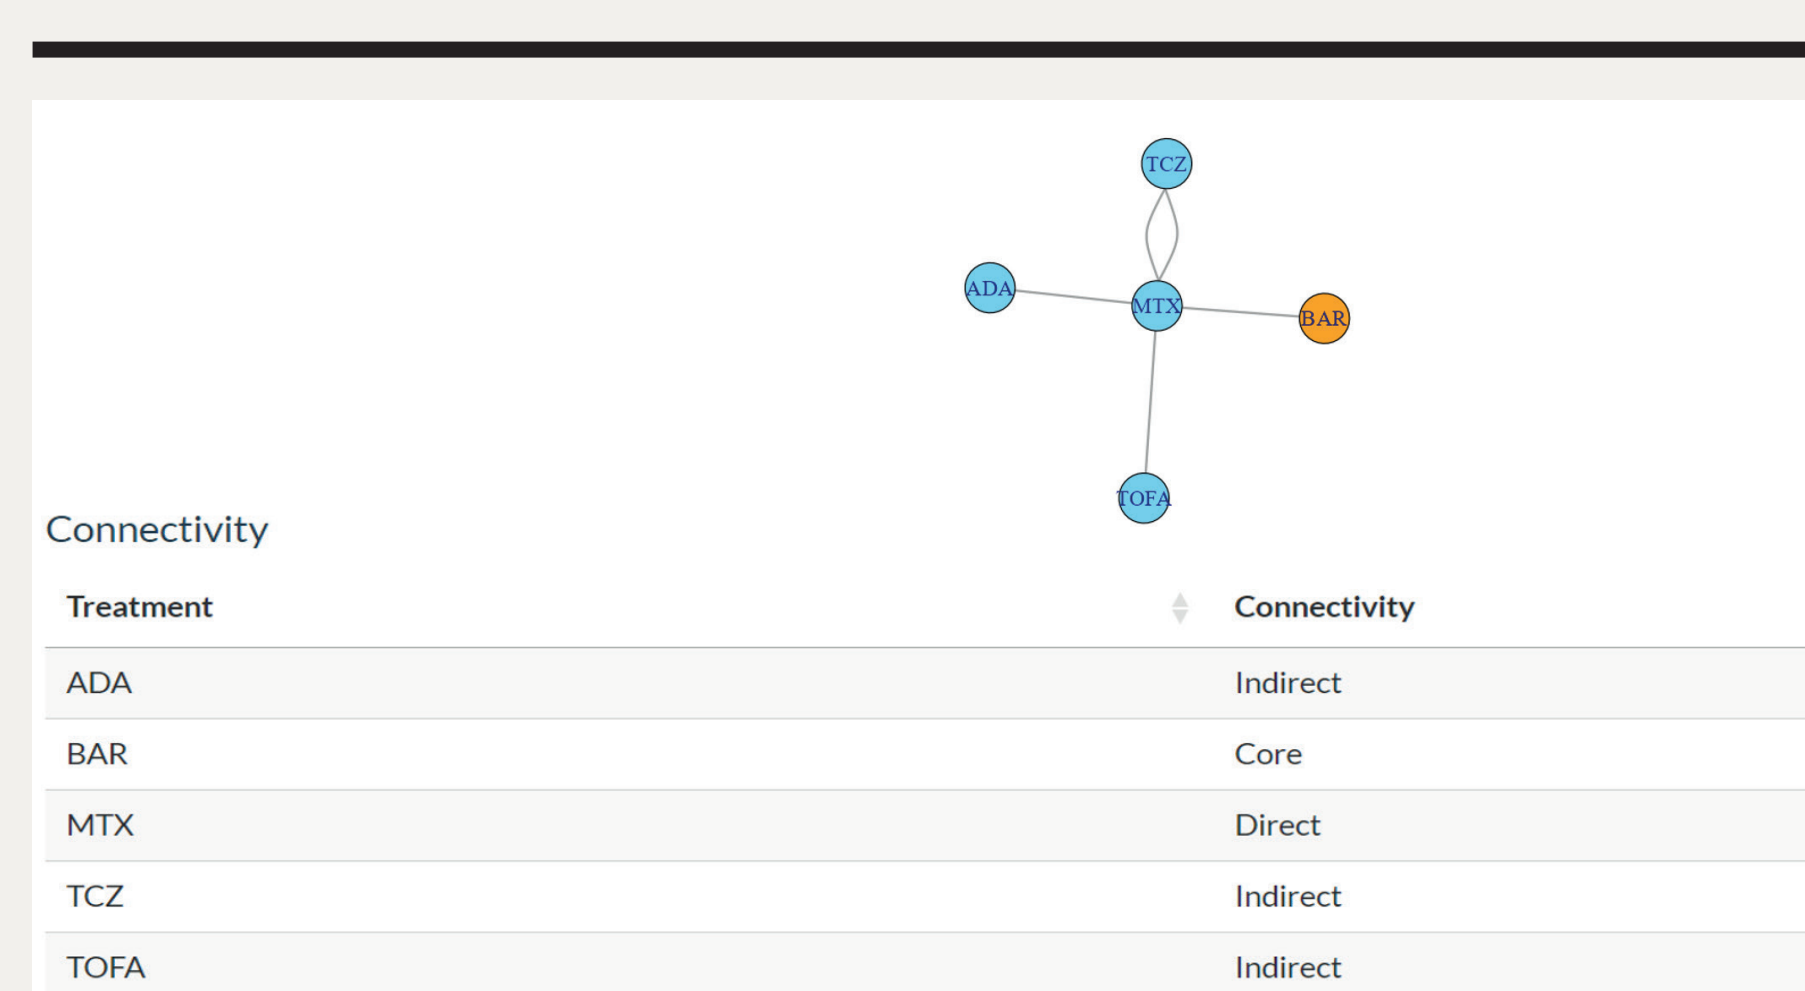 TCZ
ADA
MTX
BAR
TOFA
Connectivity
Treatment Connectivity
ADA Indirect
BAR Core
MTX Direct
TCZ Indirect
TOFA Indirect